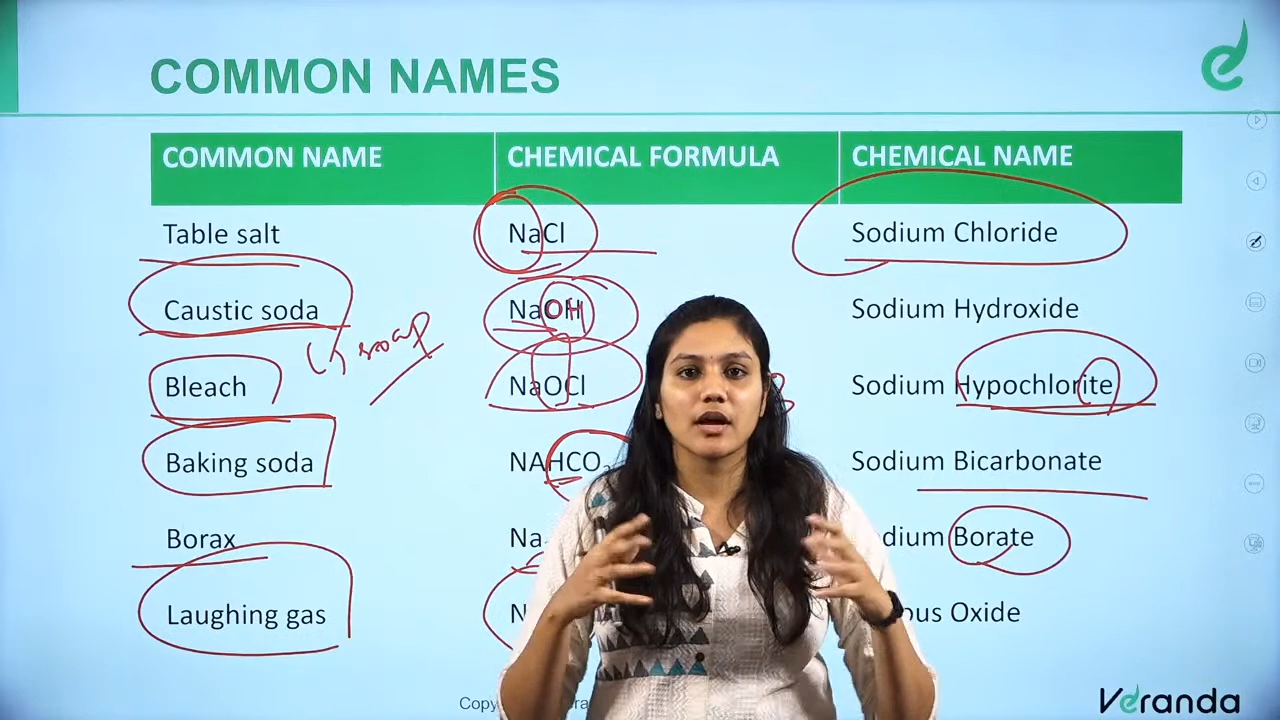 COMMON NAMES
COMMON NAME CHEMICAL FORMULA CHEMICAL NAME
Table salt NaCl Sodium Chloride
Caustic soda NaOH Sodium Hydroxide
soap
Bleach NaOCl Sodium Hypochlorite
Baking soda NAHCO Sodium Bicarbonate
Borax Na dium Borate
Laughing gas N ous Oxide
Copy
Veranda